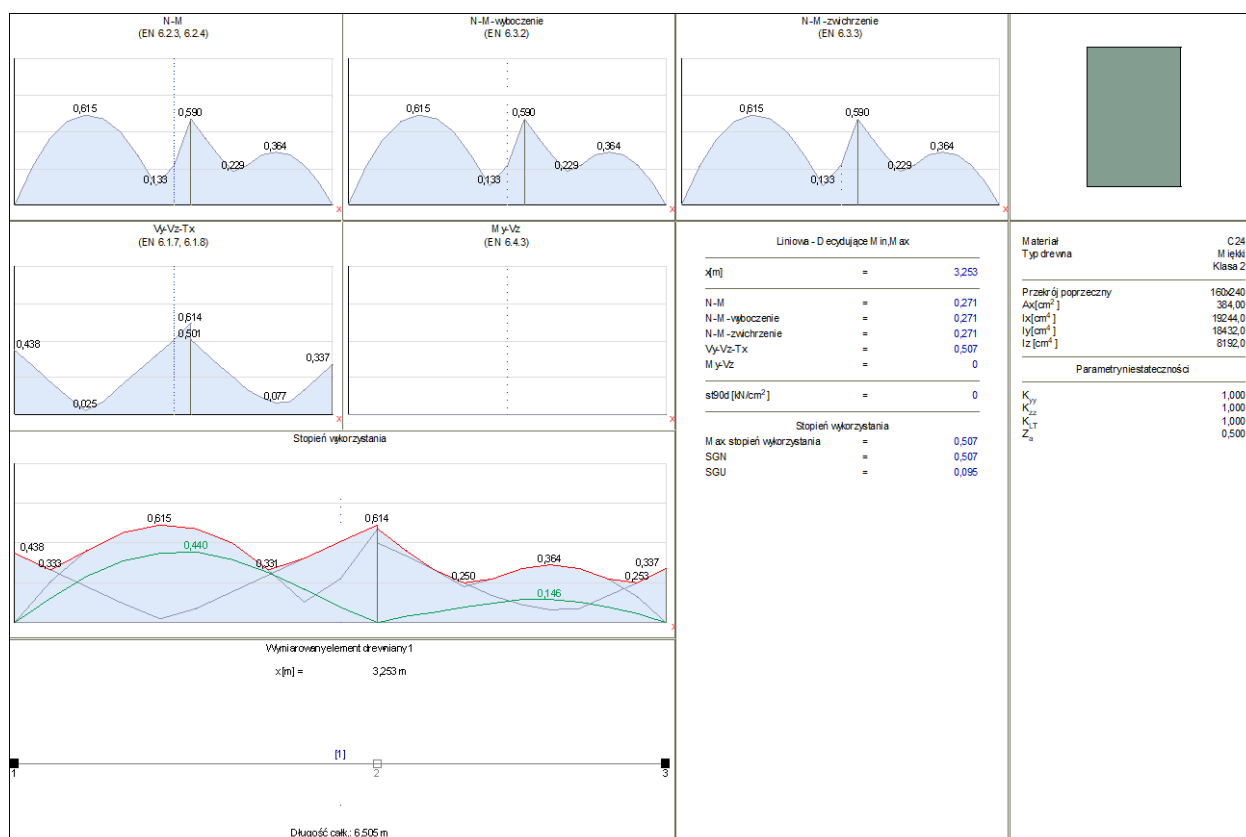 N-M
(EN 6.2.3, 6.2.4)
0,615
0,590
0,364
0,229
0,133
x
N-M-wyboczenie
(EN 6.3.2)
0,615
0,590
0,364
0,229
0,133
x
N-M-zwichrzenie
(EN 6.3.3)
0,615
0,590
0,364
0,229
0,133
x
Vy-Vz-Tx
(EN 6.1.7, 6.1.8)
0,614
0,501
0,438
0,337
0,025
0,077
x
My-Vz
(EN 6.4.3)
x
Stopień wykorzystania
0,615
0,614
0,438
0,440
0,333
0,331
0,364
0,337
0,250
0,253
0,146
x
Wymiarowany element drewniany 1
x[m] = 3,253 m
[1]
1 2 3
Długość całk.: 6,505 m
Liniowa - Decydujące Min,Max
x[m] = 3,253
N-M = 0,271
N-M-wyboczenie = 0,271
N-M-zwichrzenie = 0,271
Vy-Vz-Tx = 0,507
My-Vz = 0
st90d [kN/cm²] = 0
Stopień wykorzystania
Max stopień wykorzystania = 0,507
SGN = 0,507
SGU = 0,095
Materiał C24
Typ drewna Miękki
Klasa 2
Przekrój poprzeczny 160x240
Ax[cm²] 384,00
Ix[cm⁴] 19244,0
Iy[cm⁴] 18432,0
Iz [cm⁴] 8192,0
Parametry niestateczności
Kyy 1,000
Kzz 1,000
KLT 1,000
Za 0,500